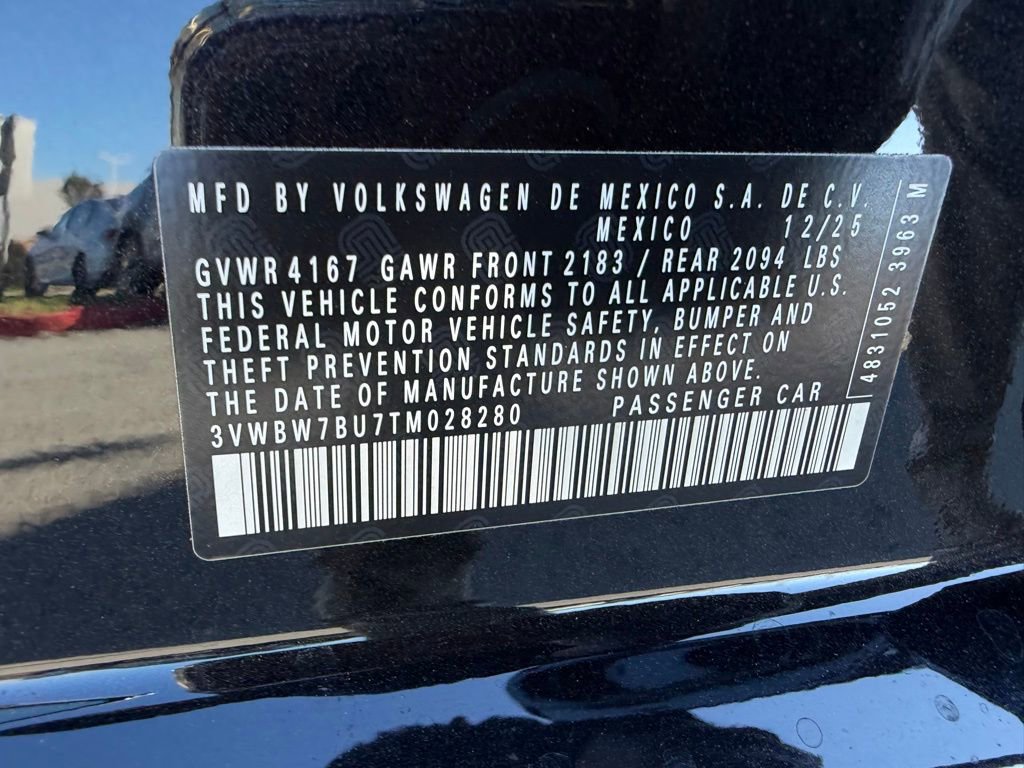 MFD BY VOLKSWAGEN DE MEXICO S.A. DE C.V.
MEXICO 12/25
GVWR 4167 GAWR FRONT 2183 / REAR 2094 LBS
THIS VEHICLE CONFORMS TO ALL APPLICABLE U.S.
FEDERAL MOTOR VEHICLE SAFETY, BUMPER AND
THEFT PREVENTION STANDARDS IN EFFECT ON
THE DATE OF MANUFACTURE SHOWN ABOVE.
3VWBW7BU7TM028280 PASSENGER CAR
4831052 3963 M